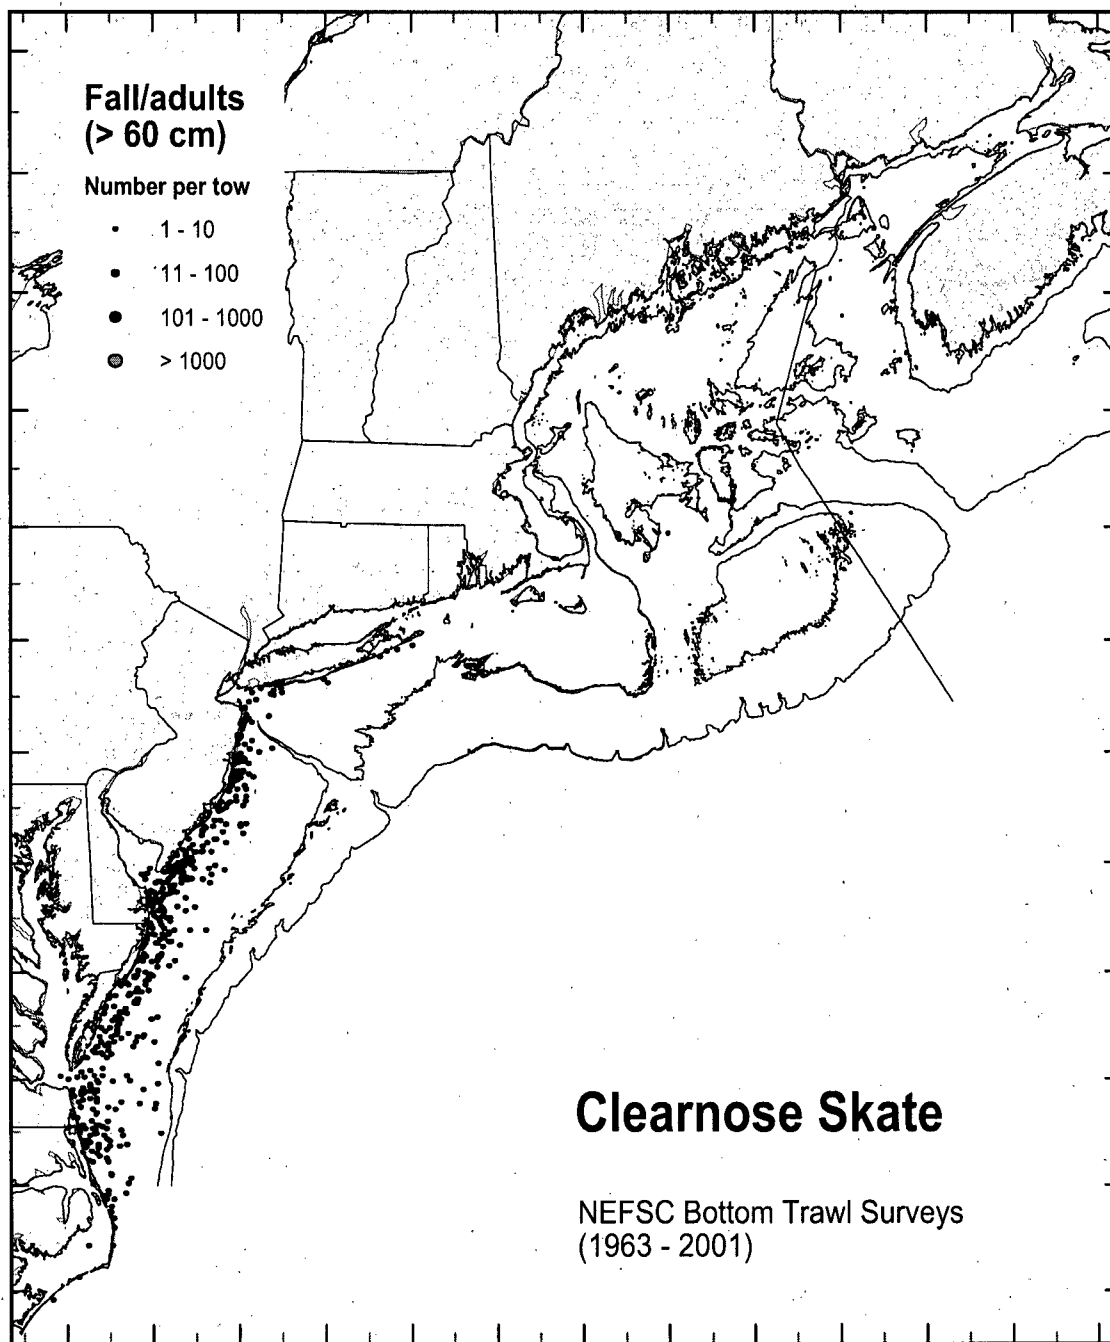 Fall/adults
(> 60 cm)
Number per tow
1 - 10
11 - 100
101 - 1000
> 1000
Clearnose Skate
NEFSC Bottom Trawl Surveys
(1963 - 2001)